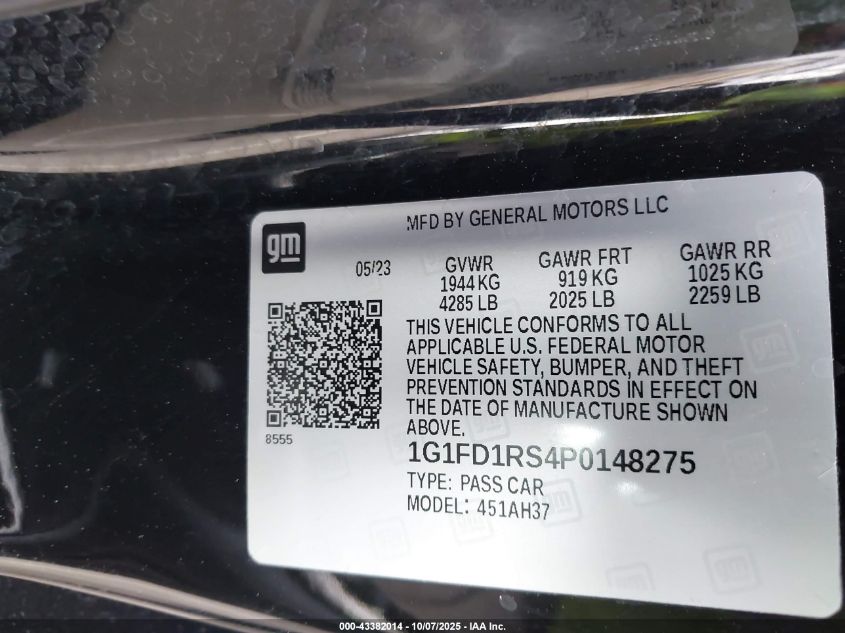 MFD BY GENERAL MOTORS LLC
gm
05/23
GVWR
1944 KG
4285 LB
GAWR FRT
919 KG
2025 LB
GAWR RR
1025 KG
2259 LB
THIS VEHICLE CONFORMS TO ALL
APPLICABLE U.S. FEDERAL MOTOR
VEHICLE SAFETY, BUMPER, AND THEFT
PREVENTION STANDARDS IN EFFECT ON
THE DATE OF MANUFACTURE SHOWN
ABOVE.
8555
1G1FD1RS4P0148275
TYPE: PASS CAR
MODEL: 451AH37
000-43382014 - 10/07/2025 - IAA Inc.